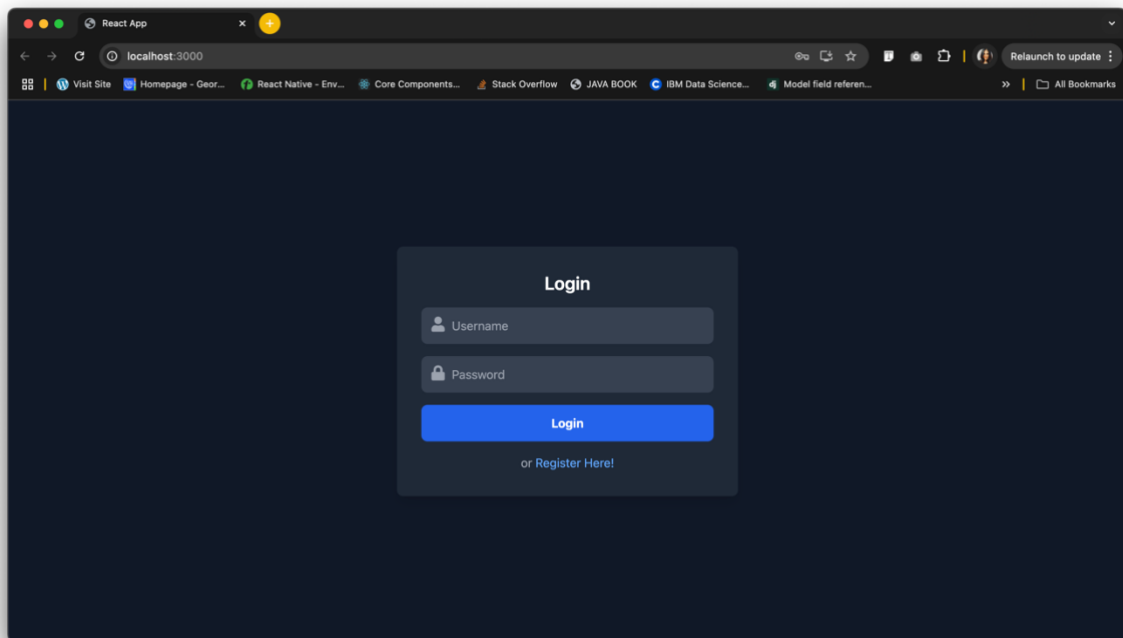 React App
localhost:3000
Relaunch to update
Visit Site
Homepage - Geor...
React Native - Env...
Core Components...
Stack Overflow
JAVA BOOK
IBM Data Science...
Model field referen...
All Bookmarks
Login
Username
Password
Login
or Register Here!